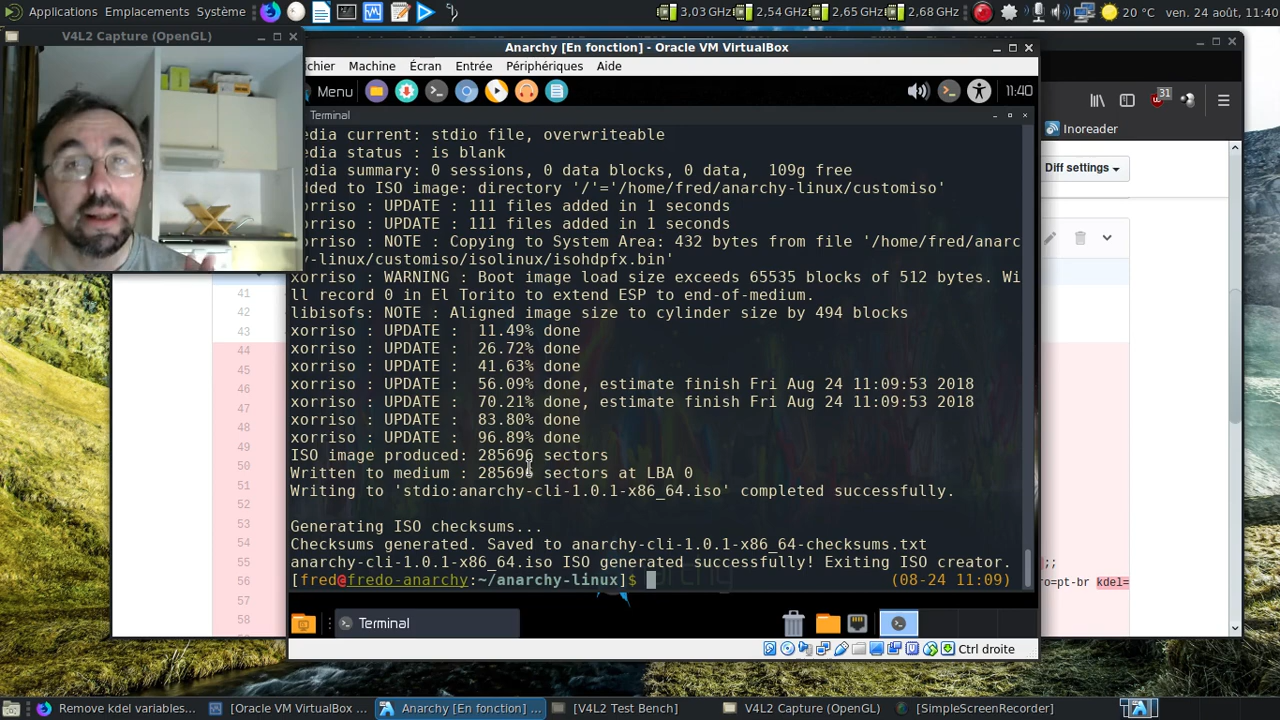 Applications Emplacements Système
3,03 GHz 2,54 GHz 2,65 GHz 2,68 GHz 20 °C ven. 24 août, 11:40
V4L2 Capture (OpenGL)
Anarchy [En fonction] - Oracle VM VirtualBox
chier Machine Écran Entrée Périphériques Aide
Menu 11:40
31
Inoreader
Terminal
Diff settings
edia current: stdio file, overwriteable
edia status : is blank
edia summary: 0 sessions, 0 data blocks, 0 data, 109g free
dded to ISO image: directory '/'='/home/fred/anarchy-linux/customiso'
orriso : UPDATE : 111 files added in 1 seconds
orriso : UPDATE : 111 files added in 1 seconds
orriso : NOTE : Copying to System Area: 432 bytes from file '/home/fred/anarc
y-linux/customiso/isolinux/isohdpfx.bin'
xorriso : WARNING : Boot image load size exceeds 65535 blocks of 512 bytes. Wi
ll record 0 in El Torito to extend ESP to end-of-medium.
libisofs: NOTE : Aligned image size to cylinder size by 494 blocks
xorriso : UPDATE : 11.49% done
xorriso : UPDATE : 26.72% done
xorriso : UPDATE : 41.63% done
xorriso : UPDATE : 56.09% done, estimate finish Fri Aug 24 11:09:53 2018
xorriso : UPDATE : 70.21% done, estimate finish Fri Aug 24 11:09:53 2018
xorriso : UPDATE : 83.80% done
xorriso : UPDATE : 96.89% done
ISO image produced: 285696 sectors
Written to medium : 285696 sectors at LBA 0
Writing to 'stdio:anarchy-cli-1.0.1-x86_64.iso' completed successfully.
Generating ISO checksums...
Checksums generated. Saved to anarchy-cli-1.0.1-x86_64-checksums.txt
anarchy-cli-1.0.1-x86_64.iso ISO generated successfully! Exiting ISO creator.
[fred@fredo-anarchy:~/anarchy-linux]$ (08-24 11:09)
41
42
43
44
45
46
47
48
49
50
51
52
53
54
55 ;;
56 ro=pt-br kdel=
57
58
Terminal
Ctrl droite
Remove kdel variables... [Oracle VM VirtualBox ... Anarchy [En fonction] ... [V4L2 Test Bench] V4L2 Capture (OpenGL) [SimpleScreenRecorder]